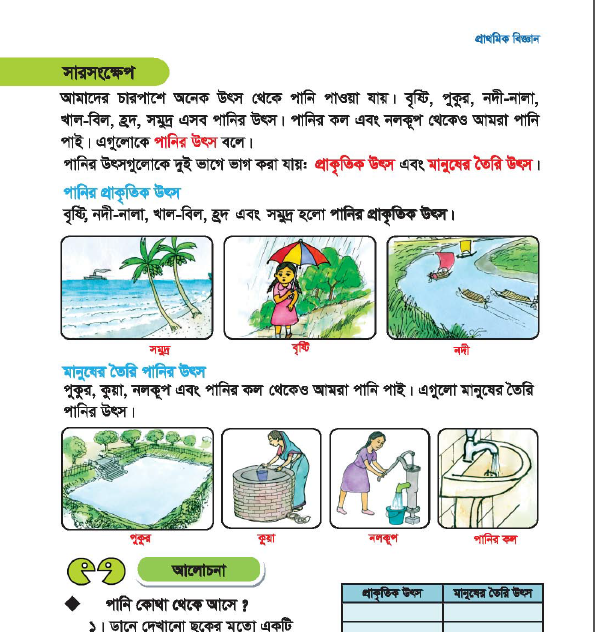 প্রাথমিক বিজ্ঞান
সারসংক্ষেপ
আমাদের চারপাশে অনেক উৎস থেকে পানি পাওয়া যায়। বৃষ্টি, পুকুর, নদী-নালা,
খাল-বিল, হ্রদ, সমুদ্র এসব পানির উৎস। পানির কল এবং নলকূপ থেকেও আমরা পানি
পাই। এগুলোকে পানির উৎস বলে।
পানির উৎসগুলোকে দুই ভাগে ভাগ করা যায়: প্রাকৃতিক উৎস এবং মানুষের তৈরি উৎস।
পানির প্রাকৃতিক উৎস
বৃষ্টি, নদী-নালা, খাল-বিল, হ্রদ এবং সমুদ্র হলো পানির প্রাকৃতিক উৎস।
সমুদ্র বৃষ্টি নদী
মানুষের তৈরি পানির উৎস
পুকুর, কুয়া, নলকূপ এবং পানির কল থেকেও আমরা পানি পাই। এগুলো মানুষের তৈরি
পানির উৎস।
পুকুর কুয়া নলকূপ পানির কল
আলোচনা
পানি কোথা থেকে আসে ?
১। ডানে দেখানো ছকের মতো একটি
প্রাকৃতিক উৎস মানুষের তৈরি উৎস